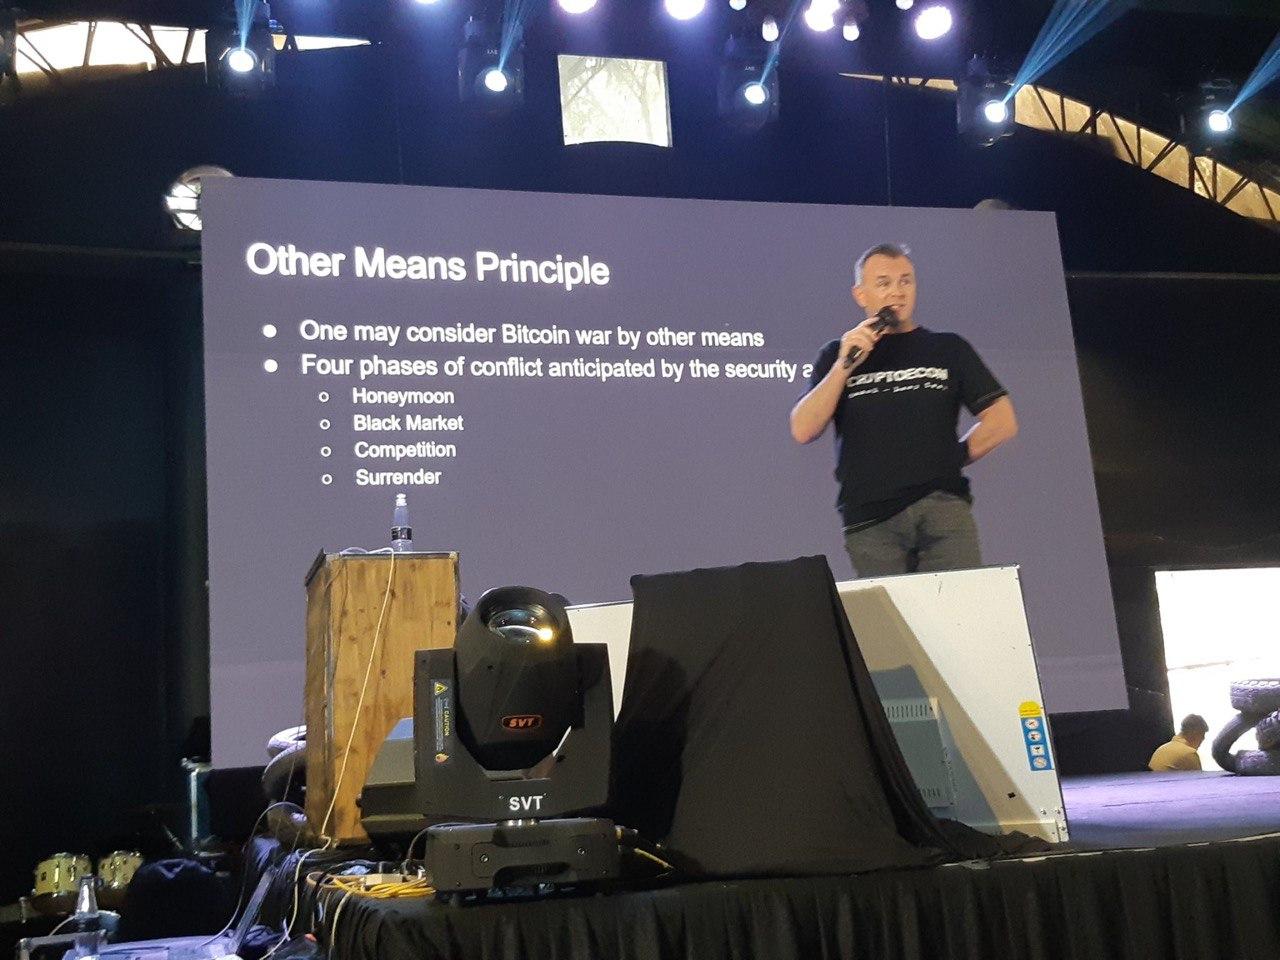 Other Means Principle
One may consider Bitcoin war by other means
Four phases of conflict anticipated by the security a
Honeymoon
Black Market
Competition
Surrender
CRYPTOECON
SVT
CAUTION
SVT